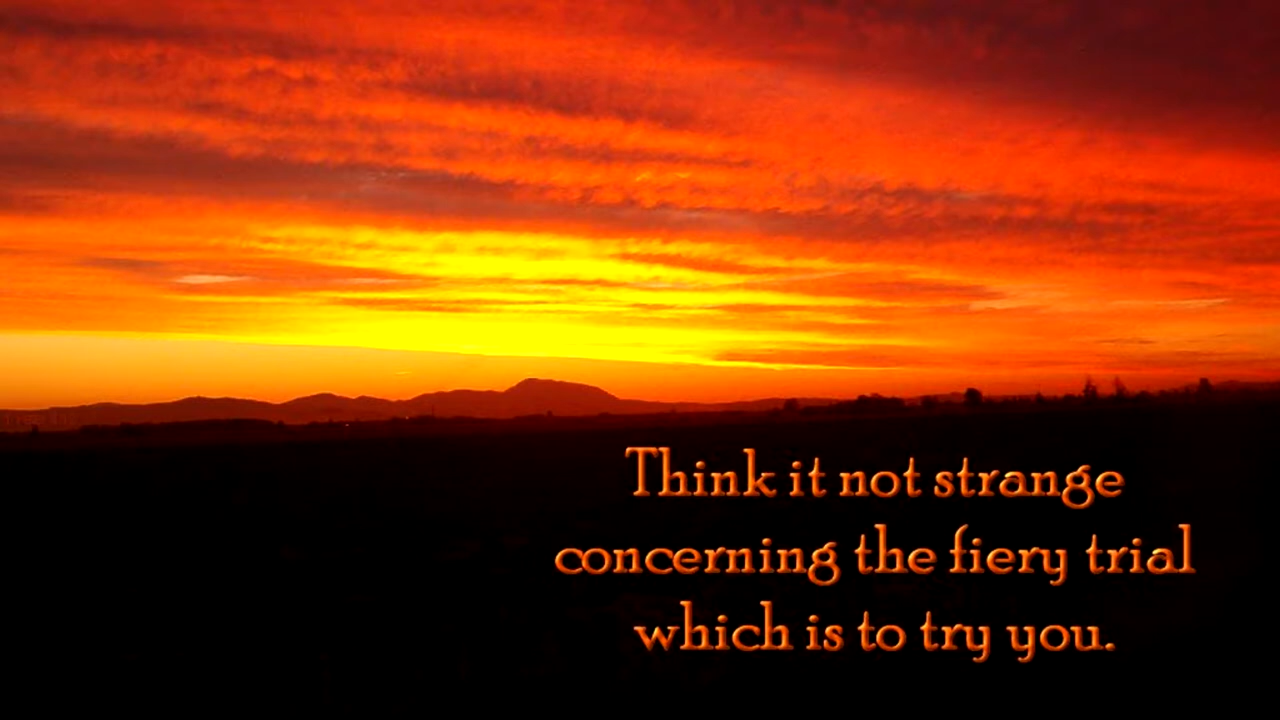 Think it not strange
concerning the fiery trial
which is to try you.